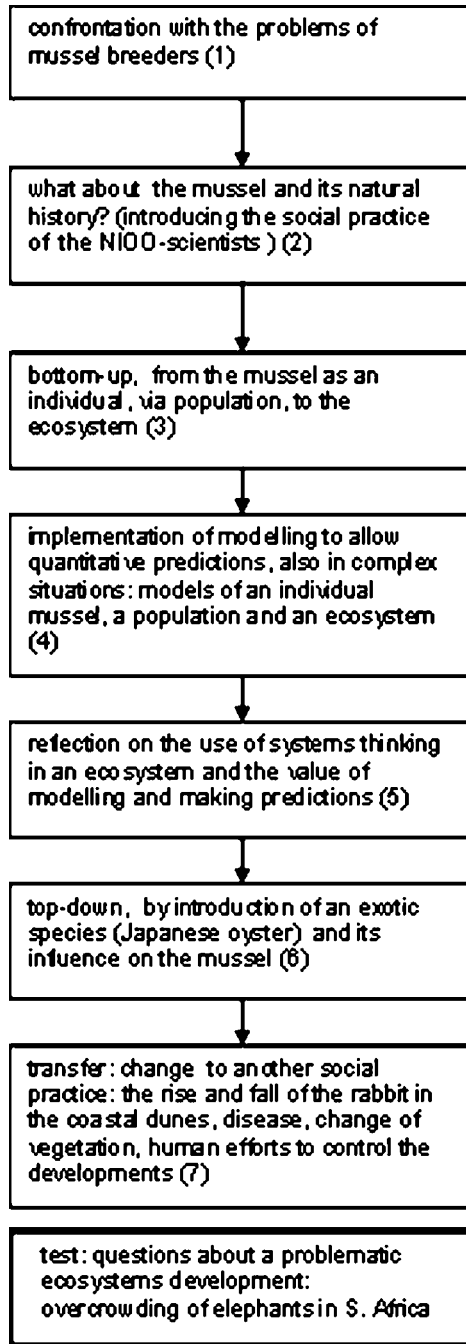 confrontation with the problems of
mussel breeders (1)
what about the mussel and its natural
history? (introducing the social practice
of the NIOO-scientists ) (2)
bottom-up, from the mussel as an
individual, via population, to the
ecosystem (3)
implementation of modelling to allow
quantitative predictions, also in complex
situations: models of an individual
mussel, a population and an ecosystem
(4)
reflection on the use of systems thinking
in an ecosystem and the value of
modelling and making predictions (5)
top-down, by introduction of an exotic
species (Japanese oyster) and its
influence on the mussel (6)
transfer: change to another social
practice: the rise and fall of the rabbit in
the coastal dunes, disease, change of
vegetation, human efforts to control the
developments (7)
test: questions about a problematic
ecosystems development:
overcrowding of elephants in S. Africa